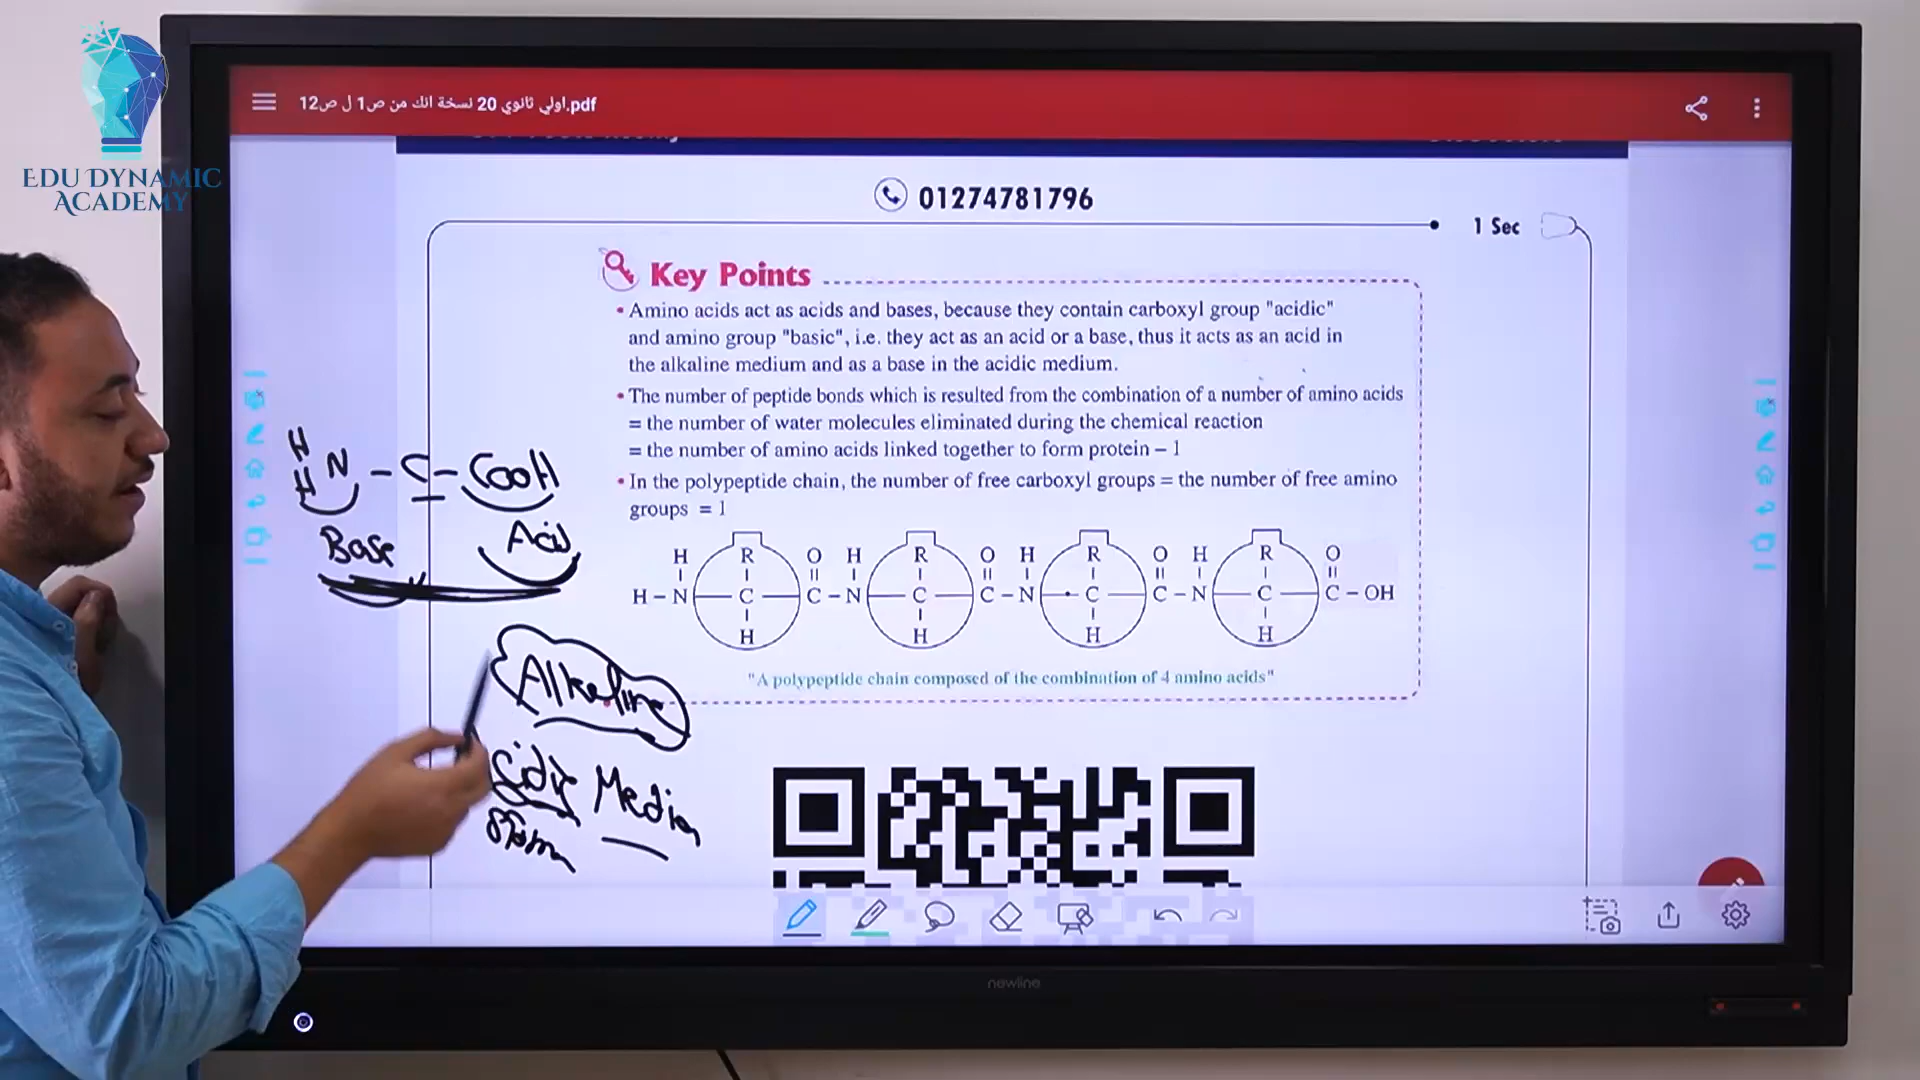 EDU DYNAMIC
ACADEMY
اولي ثانوي 20 نسخة انك من ص1 ل ص12.pdf
01274781796
1 Sec
Key Points
• Amino acids act as acids and bases, because they contain carboxyl group "acidic"
and amino group "basic", i.e. they act as an acid or a base, thus it acts as an acid in
the alkaline medium and as a base in the acidic medium.
• The number of peptide bonds which is resulted from the combination of a number of amino acids
= the number of water molecules eliminated during the chemical reaction
= the number of amino acids linked together to form protein – 1
• In the polypeptide chain, the number of free carboxyl groups = the number of free amino
groups = 1
H
H N – C – COOH
Base Acid
H R O H R O H R O H R O
H – N – C – C – N – C – C – N – C – C – N – C – C – OH
H H H H
"A polypeptide chain composed of the combination of 4 amino acids"
Alkaline
Media
newline